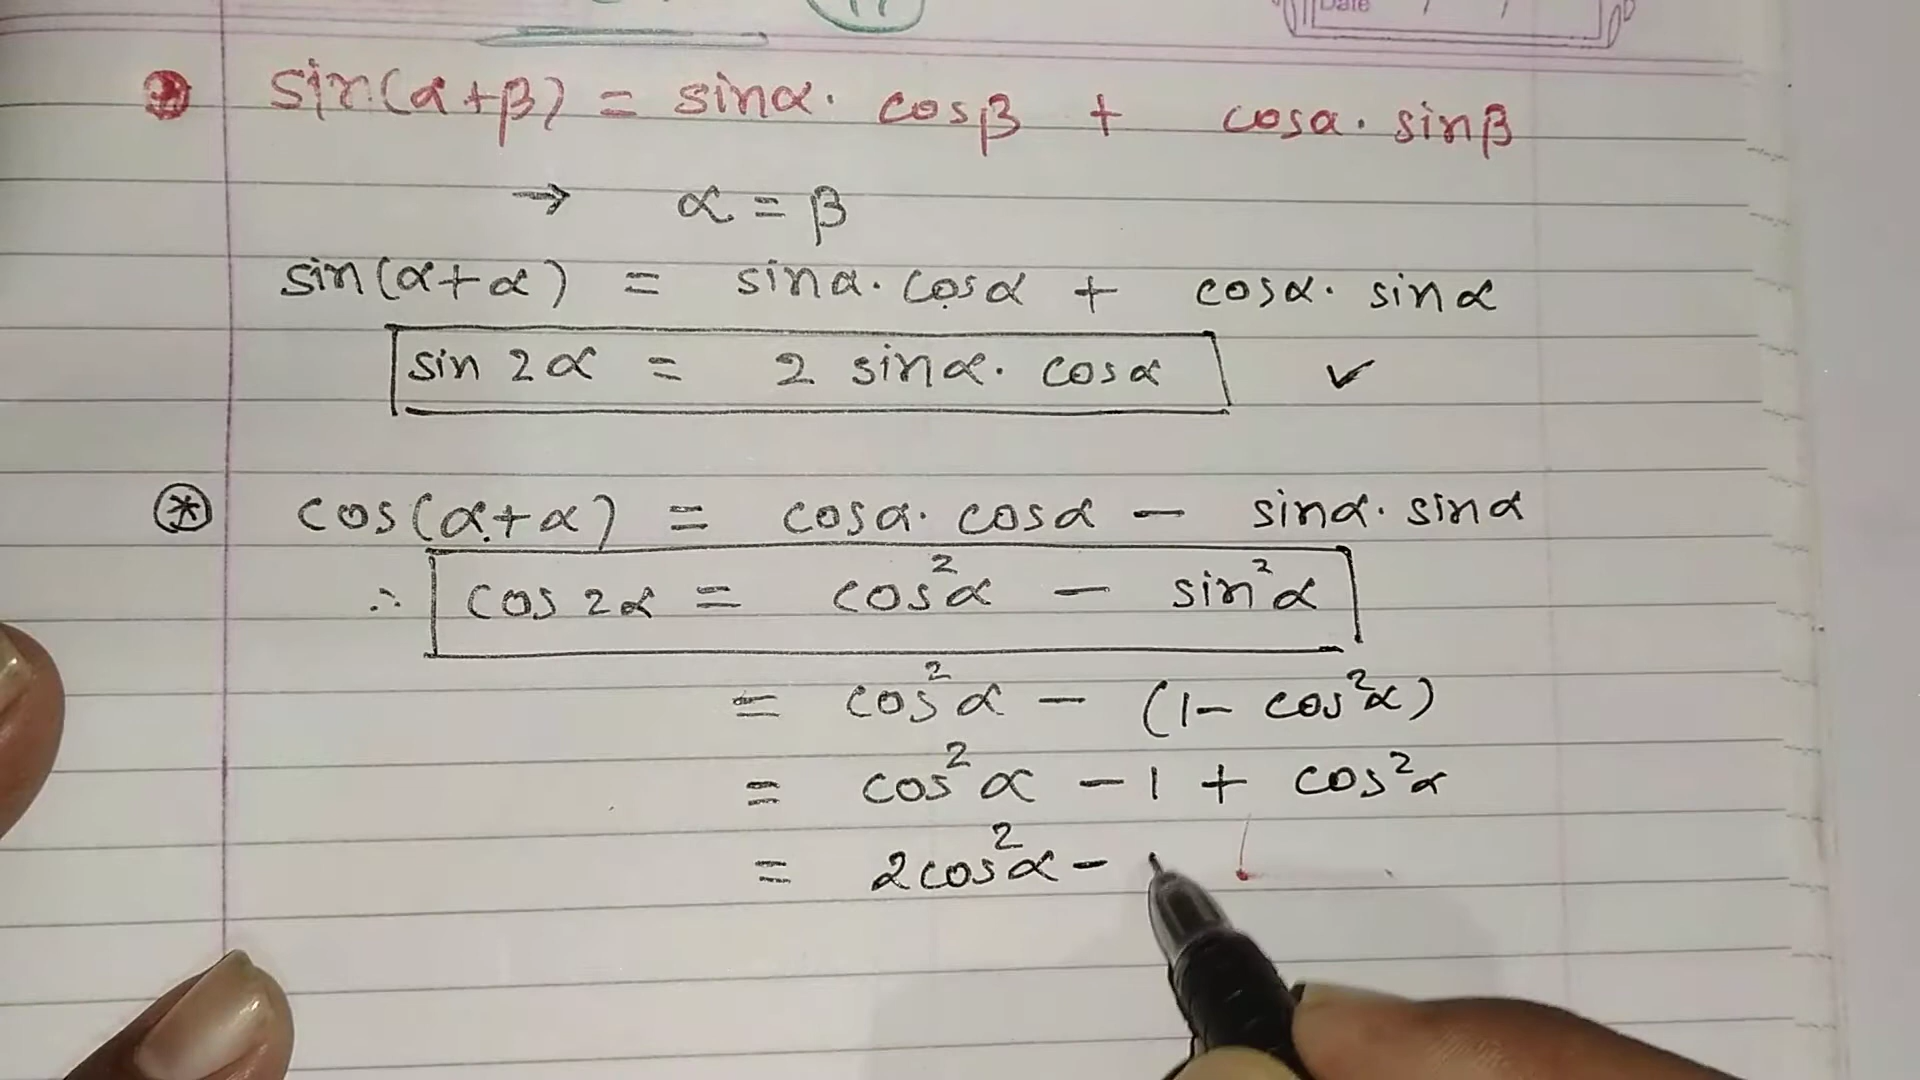 Date / /
sin(α+β) = sinα. cosβ + cosα. sinβ
→ α = β
sin(α+α) = sinα. cosα + cosα. sinα
sin 2α = 2 sinα. cosα ✓
* cos(α+α) = cosα. cosα − sinα. sinα
∴ cos 2α = cos²α − sin²α
= cos²α − (1− cos²α)
= cos²α − 1 + cos²α
= 2cos²α −